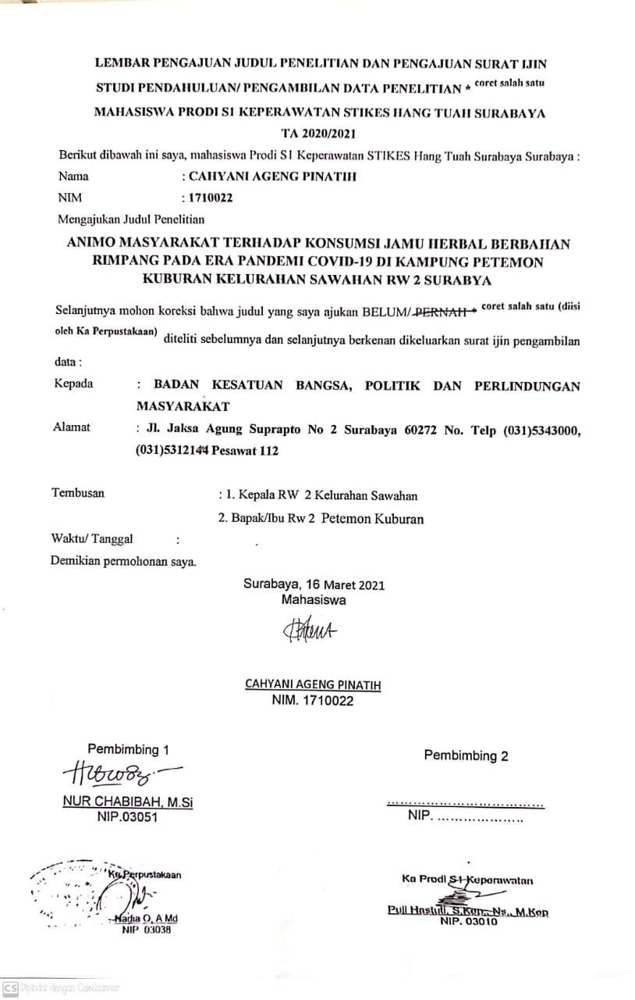 LEMBAR PENGAJUAN JUDUL PENELITIAN DAN PENGAJUAN SURAT IJIN
STUDI PENDAHULUAN/ PENGAMBILAN DATA PENELITIAN * coret salah satu
MAHASISWA PRODI S1 KEPERAWATAN STIKES HANG TUAH SURABAYA
TA 2020/2021
Berikut dibawah ini saya, mahasiswa Prodi S1 Keperawatan STIKES Hang Tuah Surabaya Surabaya :
Nama : CAHYANI AGENG PINATIH
NIM : 1710022
Mengajukan Judul Penelitian
ANIMO MASYARAKAT TERHADAP KONSUMSI JAMU HERBAL BERBAHAN
RIMPANG PADA ERA PANDEMI COVID-19 DI KAMPUNG PETEMON
KUBURAN KELURAHAN SAWAHAN RW 2 SURABYA
Selanjutnya mohon koreksi bahwa judul yang saya ajukan BELUM/ PERNAH * coret salah satu (diisi
oleh Ka Perpustakaan) diteliti sebelumnya dan selanjutnya berkenan dikeluarkan surat ijin pengambilan
data :
Kepada : BADAN KESATUAN BANGSA, POLITIK DAN PERLINDUNGAN
MASYARAKAT
Alamat : Jl. Jaksa Agung Suprapto No 2 Surabaya 60272 No. Telp (031)5343000,
(031)5312144 Pesawat 112
Tembusan : 1. Kepala RW 2 Kelurahan Sawahan
2. Bapak/Ibu Rw 2 Petemon Kuburan
Waktu/ Tanggal :
Demikian permohonan saya.
Surabaya, 16 Maret 2021
Mahasiswa
CAHYANI AGENG PINATIH
NIM. 1710022
Pembimbing 1
NUR CHABIBAH, M.Si
NIP.03051
Pembimbing 2
NIP. ......................
Ka Perpustakaan
Nadia O, A Md
NIP 03038
Ka Prodi S1 Keperawatan
S.Kep., Ns., M.Kep
NIP. 03010
CS Dipindai dengan CamScanner